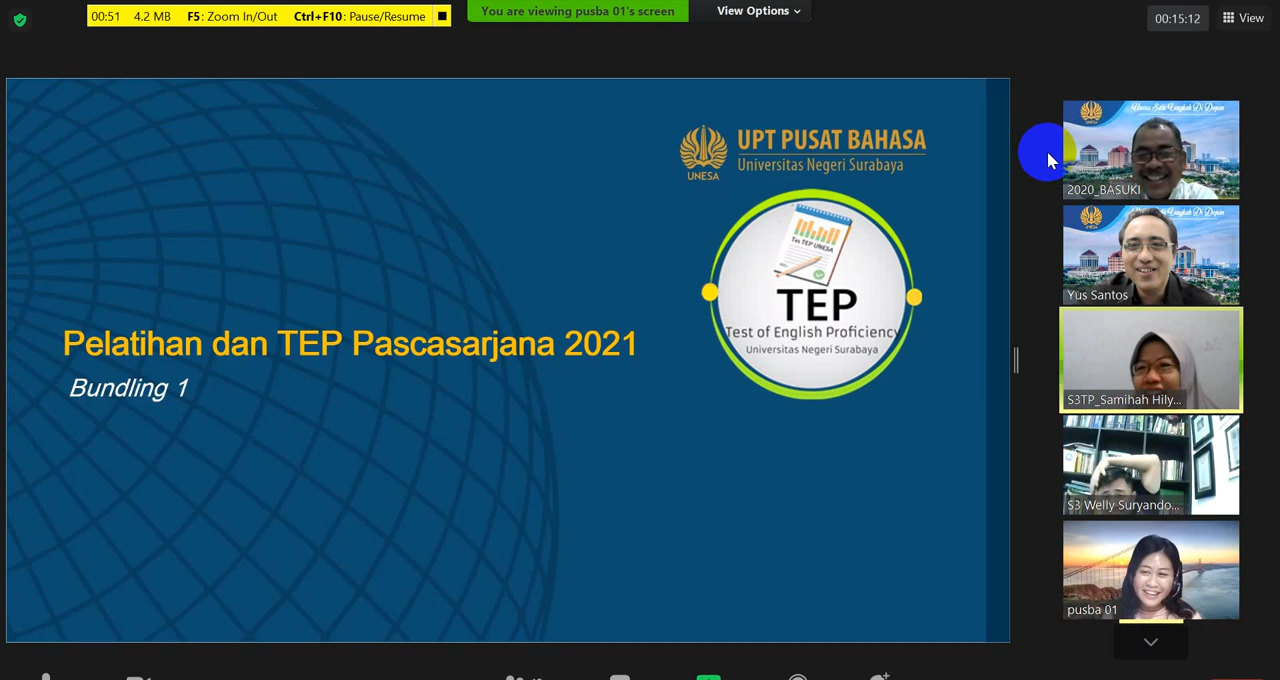 00:51 4.2 MB F5: Zoom In/Out Ctrl+F10: Pause/Resume
You are viewing pusba 01's screen
View Options
00:15:12
View
UPT PUSAT BAHASA
Universitas Negeri Surabaya
UNESA
Tes TEP UNESA
TEP
Test of English Proficiency
Universitas Negeri Surabaya
Pelatihan dan TEP Pascasarjana 2021
Bundling 1
2020_BASUKI
Yus Santos
S3TP_Samihah Hily...
S3 Welly Suryando...
pusba 01